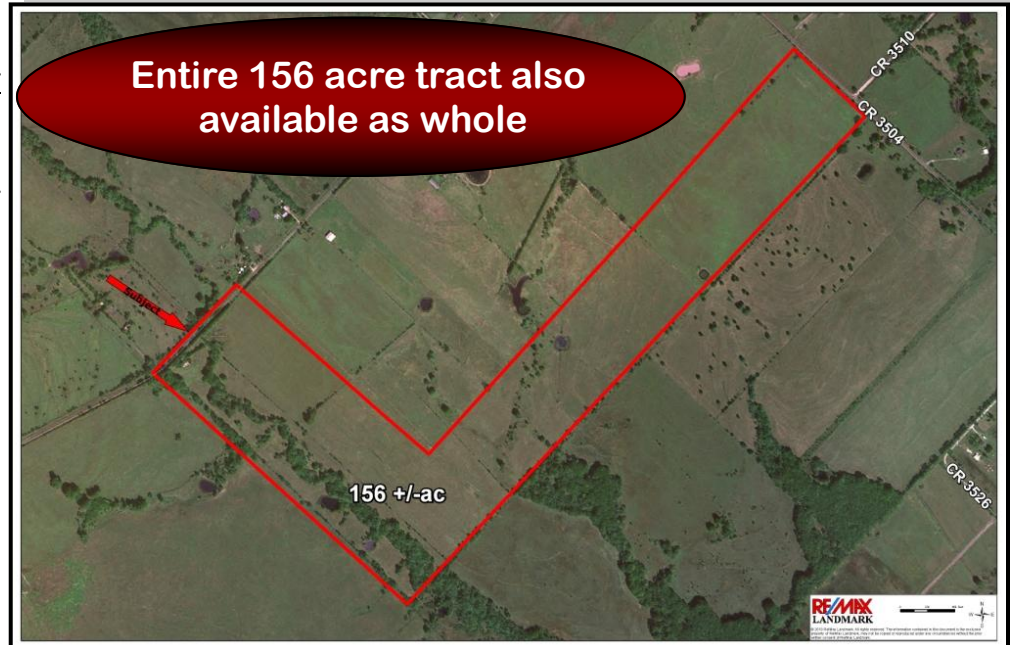 Entire 156 acre tract also
available as whole
CR 3510
CR 3504
Subject
156 +/-ac
CR 3526
RE/MAX
LANDMARK
N
W
E
S